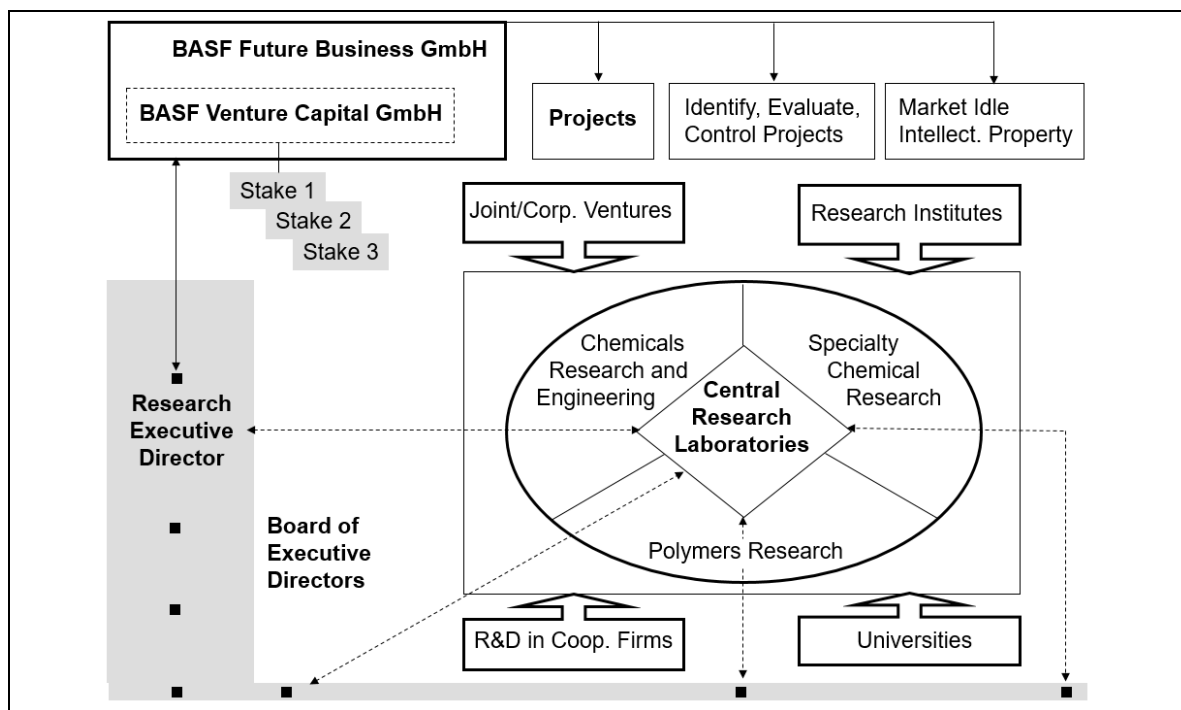 BASF Future Business GmbH
BASF Venture Capital GmbH
Projects
Identify, Evaluate,
Control Projects
Market Idle
Intellect. Property
Stake 1
Stake 2
Stake 3
Joint/Corp. Ventures
Research Institutes
Chemicals
Research and
Engineering
Specialty
Chemical
Research
Central
Research
Laboratories
Research
Executive
Director
Board of
Executive
Directors
Polymers Research
R&D in Coop. Firms
Universities